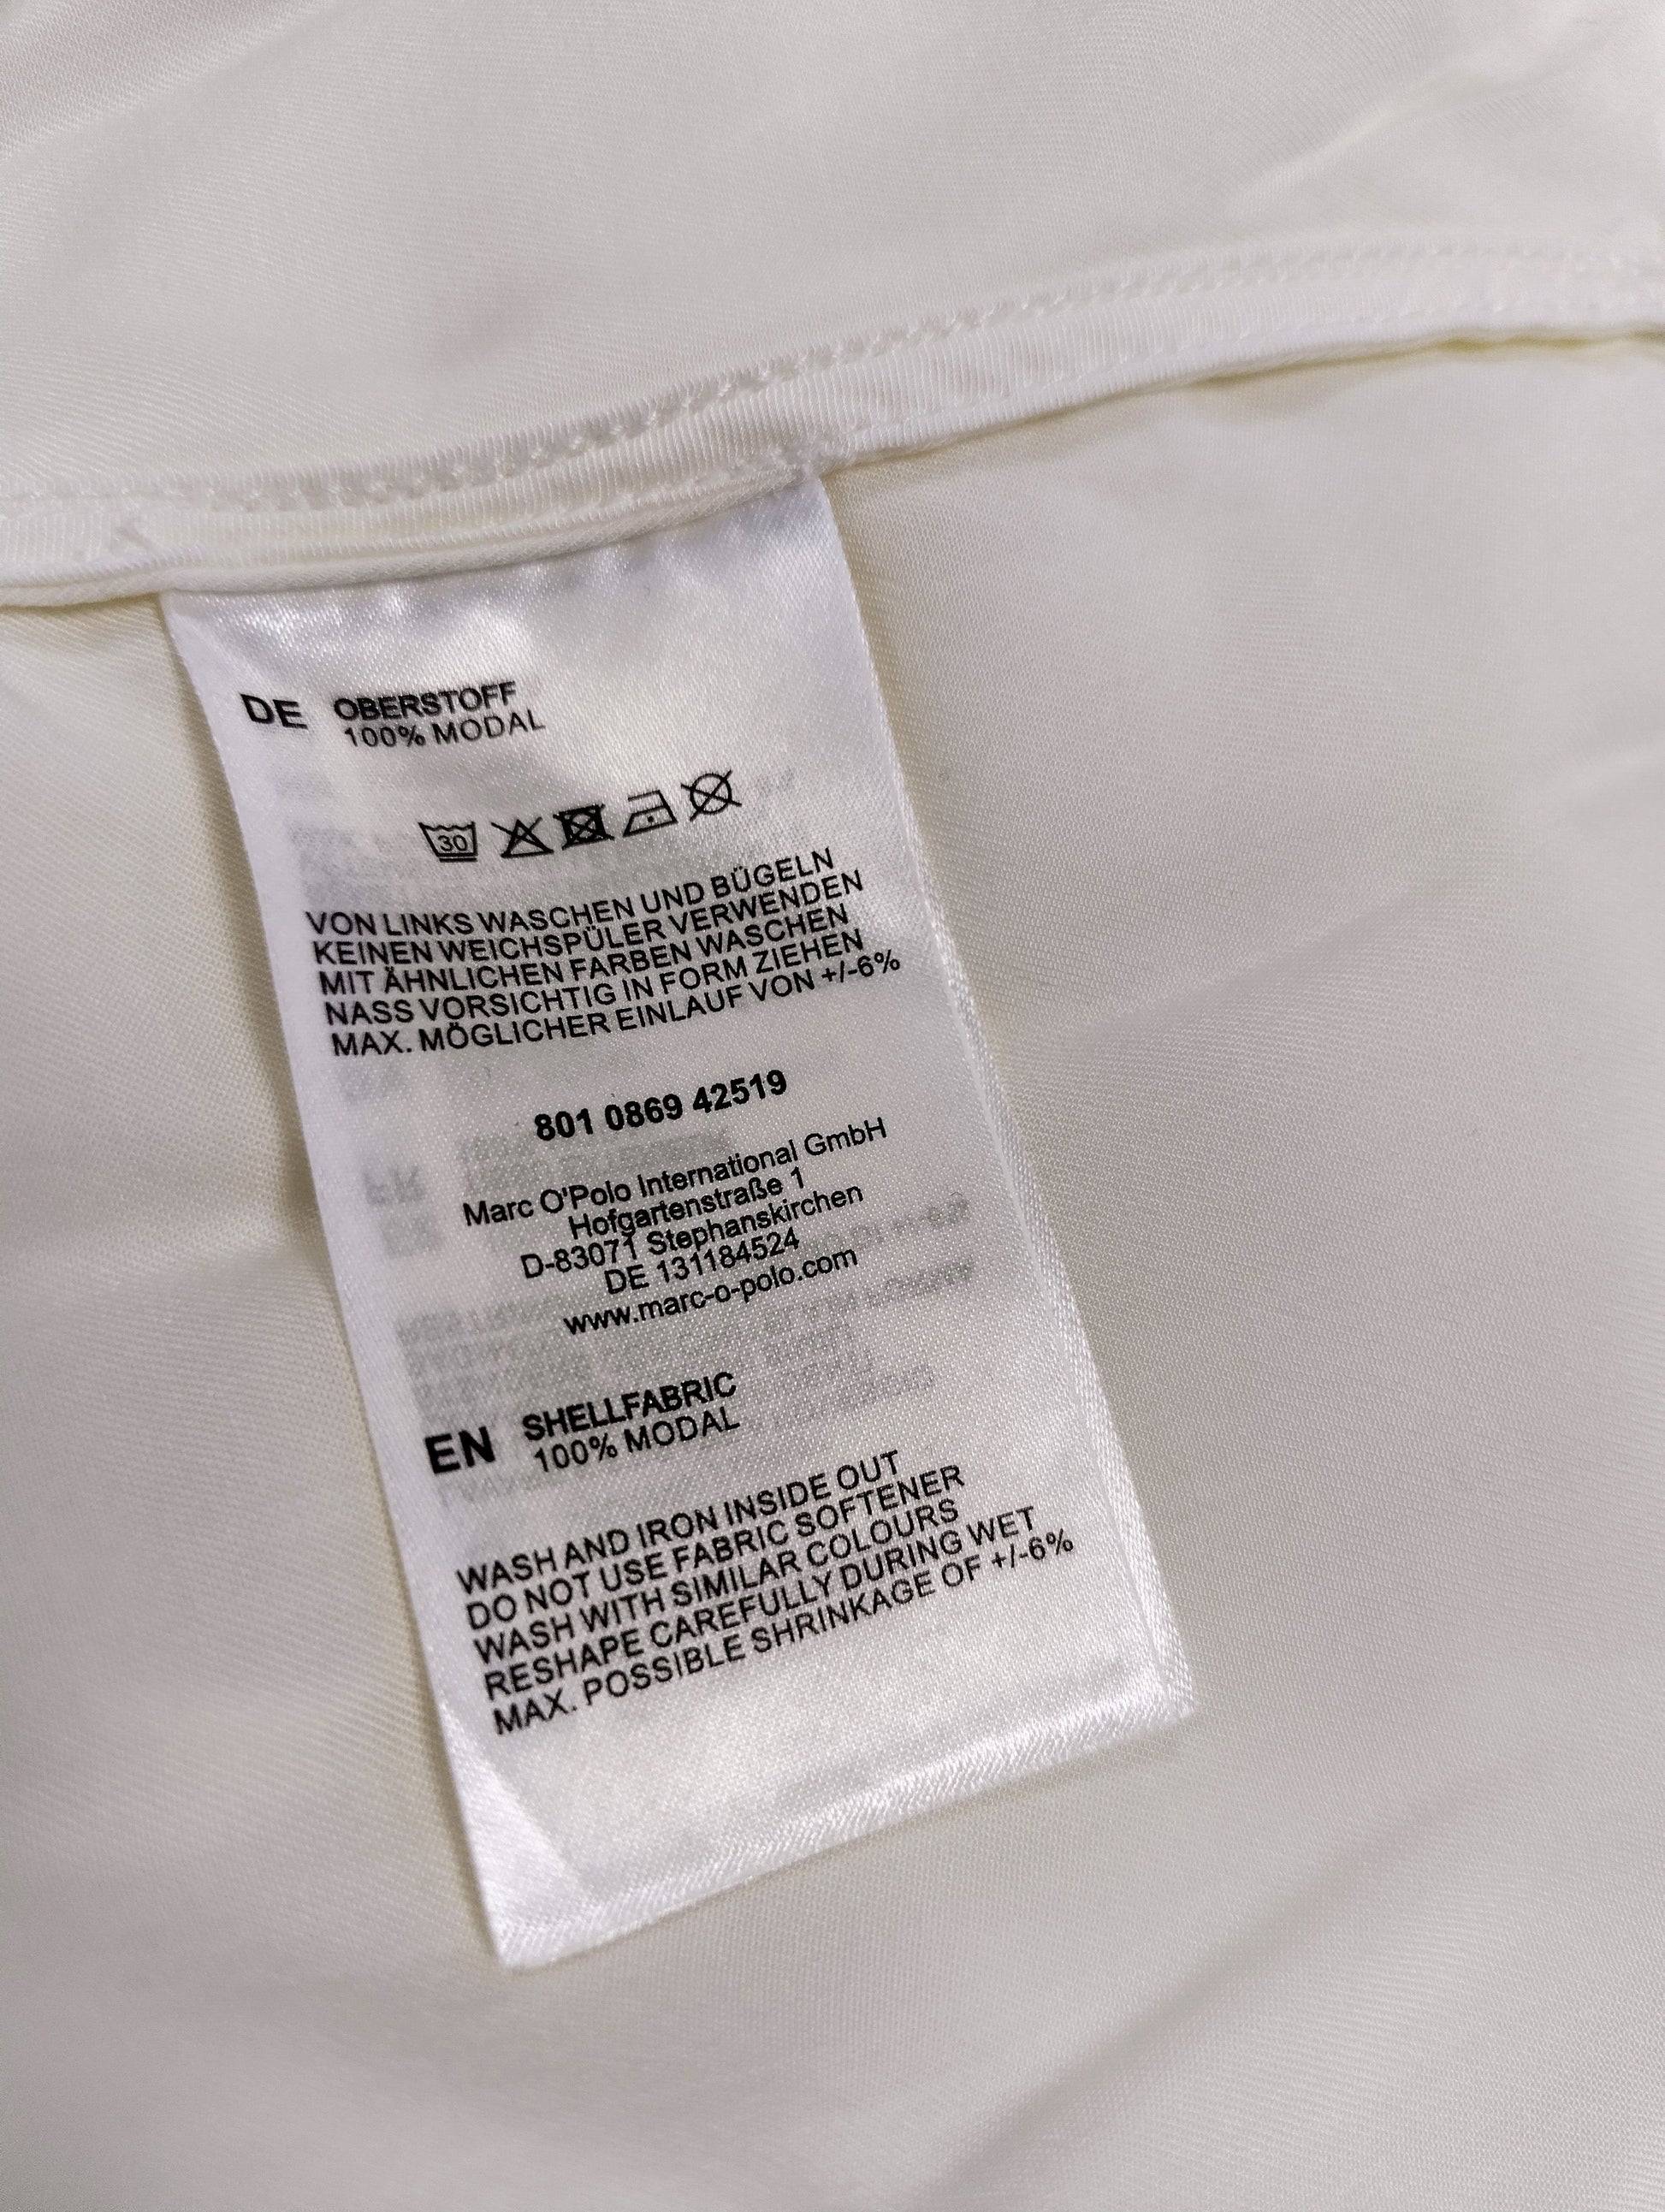 DE OBERSTOFF
100% MODAL
30
VON LINKS WASCHEN UND BÜGELN
KEINEN WEICHSPÜLER VERWENDEN
MIT ÄHNLICHEN FARBEN WASCHEN
NASS VORSICHTIG IN FORM ZIEHEN
MAX. MÖGLICHER EINLAUF VON +/-6%
801 0869 42519
Marc O'Polo International GmbH
Hofgartenstraße 1
D-83071 Stephanskirchen
DE 131184524
www.marc-o-polo.com
EN SHELLFABRIC
100% MODAL
WASH AND IRON INSIDE OUT
DO NOT USE FABRIC SOFTENER
WASH WITH SIMILAR COLOURS
RESHAPE CAREFULLY DURING WET
MAX. POSSIBLE SHRINKAGE OF +/-6%